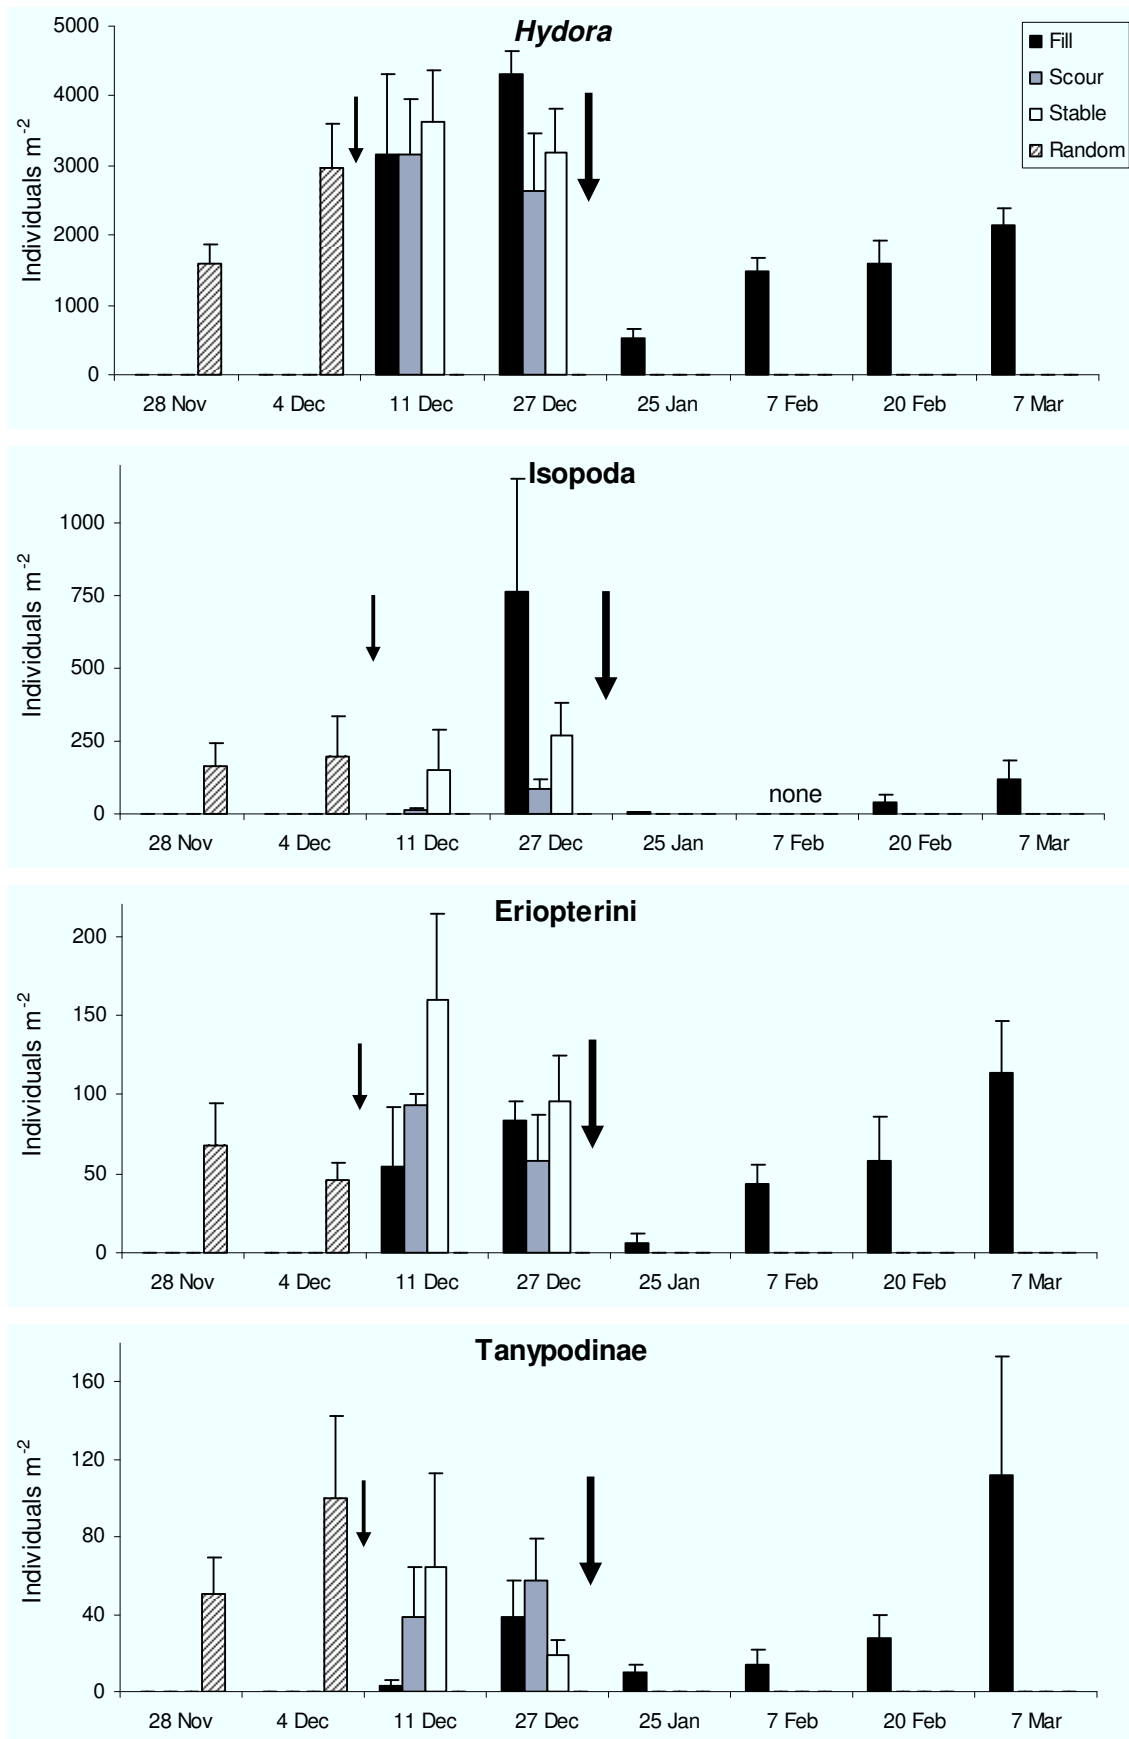 Hydora
5000
4000
3000
2000
1000
0
Individuals m-2
Fill
Scour
Stable
Random
28 Nov 4 Dec 11 Dec 27 Dec 25 Jan 7 Feb 20 Feb 7 Mar
Isopoda
1000
750
500
250
0
Individuals m-2
none
28 Nov 4 Dec 11 Dec 27 Dec 25 Jan 7 Feb 20 Feb 7 Mar
Eriopterini
200
150
100
50
0
Individuals m-2
28 Nov 4 Dec 11 Dec 27 Dec 25 Jan 7 Feb 20 Feb 7 Mar
Tanypodinae
160
120
80
40
0
Individuals m-2
28 Nov 4 Dec 11 Dec 27 Dec 25 Jan 7 Feb 20 Feb 7 Mar